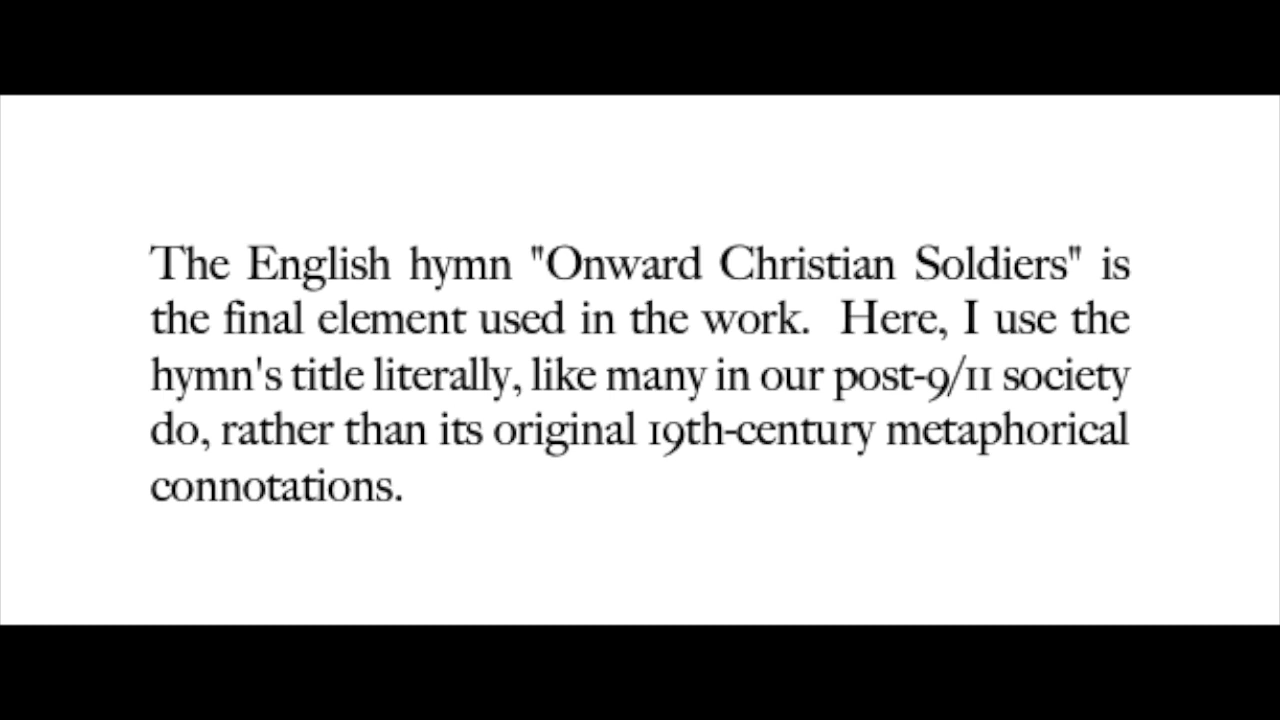 The English hymn "Onward Christian Soldiers" is
the final element used in the work.  Here, I use the
hymn's title literally, like many in our post-9/11 society
do, rather than its original 19th-century metaphorical
connotations.